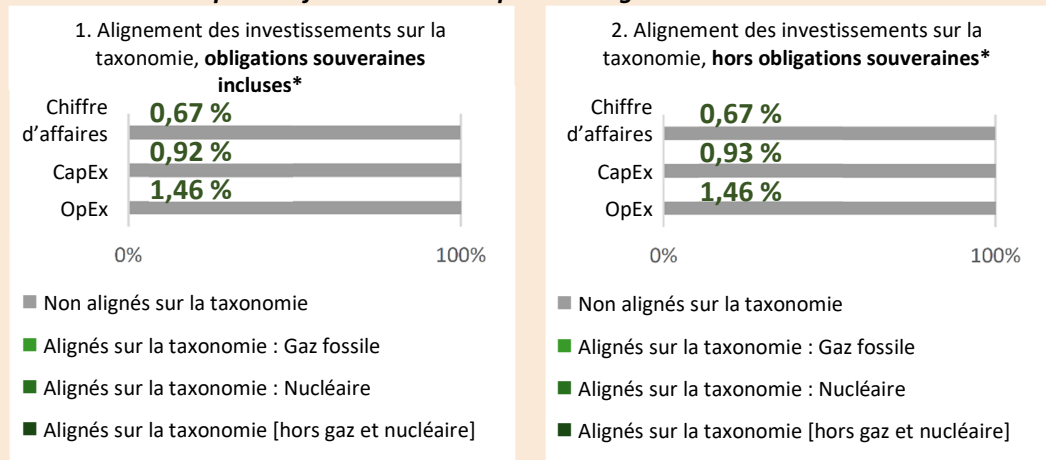 1. Alignement des investissements sur la
taxonomie, obligations souveraines
incluses*
Chiffre
d'affaires
0,67 %
CapEx
0,92 %
OpEx
1,46 %
0%
100%
Non alignés sur la taxonomie
Alignés sur la taxonomie : Gaz fossile
Alignés sur la taxonomie : Nucléaire
Alignés sur la taxonomie [hors gaz et nucléaire]
2. Alignement des investissements sur la
taxonomie, hors obligations souveraines*
Chiffre
d'affaires
0,67 %
CapEx
0,93 %
OpEx
1,46 %
0%
100%
Non alignés sur la taxonomie
Alignés sur la taxonomie : Gaz fossile
Alignés sur la taxonomie : Nucléaire
Alignés sur la taxonomie [hors gaz et nucléaire]